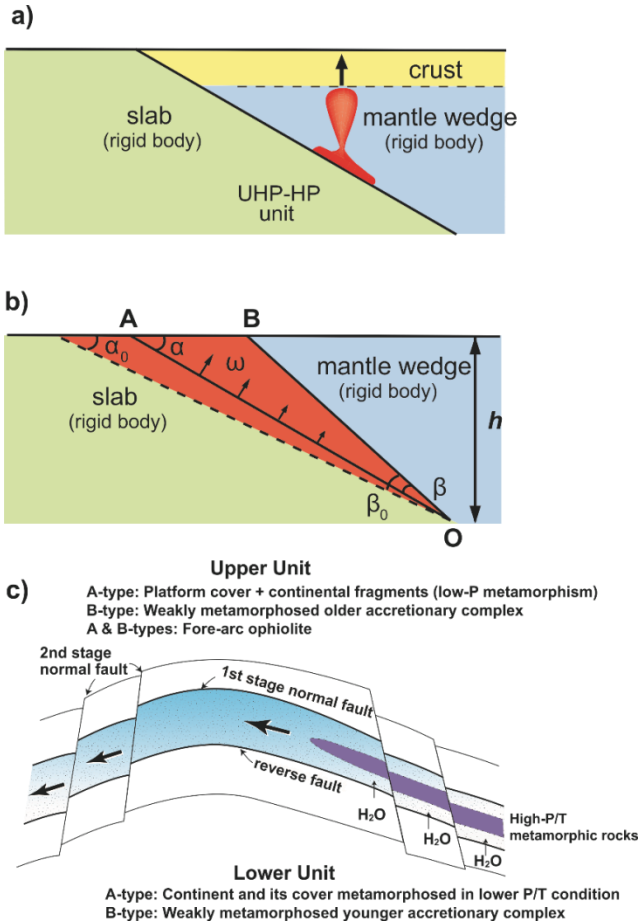 a)
crust
slab
(rigid body)
mantle wedge
(rigid body)
UHP-HP
unit
b)
A
B
α₀
α
ω
mantle wedge
(rigid body)
slab
(rigid body)
h
β
β₀
O
Upper Unit
c)
A-type: Platform cover + continental fragments (low-P metamorphism)
B-type: Weakly metamorphosed older accretionary complex
A & B-types: Fore-arc ophiolite
2nd stage
normal fault
1st stage normal fault
reverse fault
H₂O
H₂O
H₂O
High-P/T
metamorphic rocks
Lower Unit
A-type: Continent and its cover metamorphosed in lower P/T condition
B-type: Weakly metamorphosed younger accretionary complex